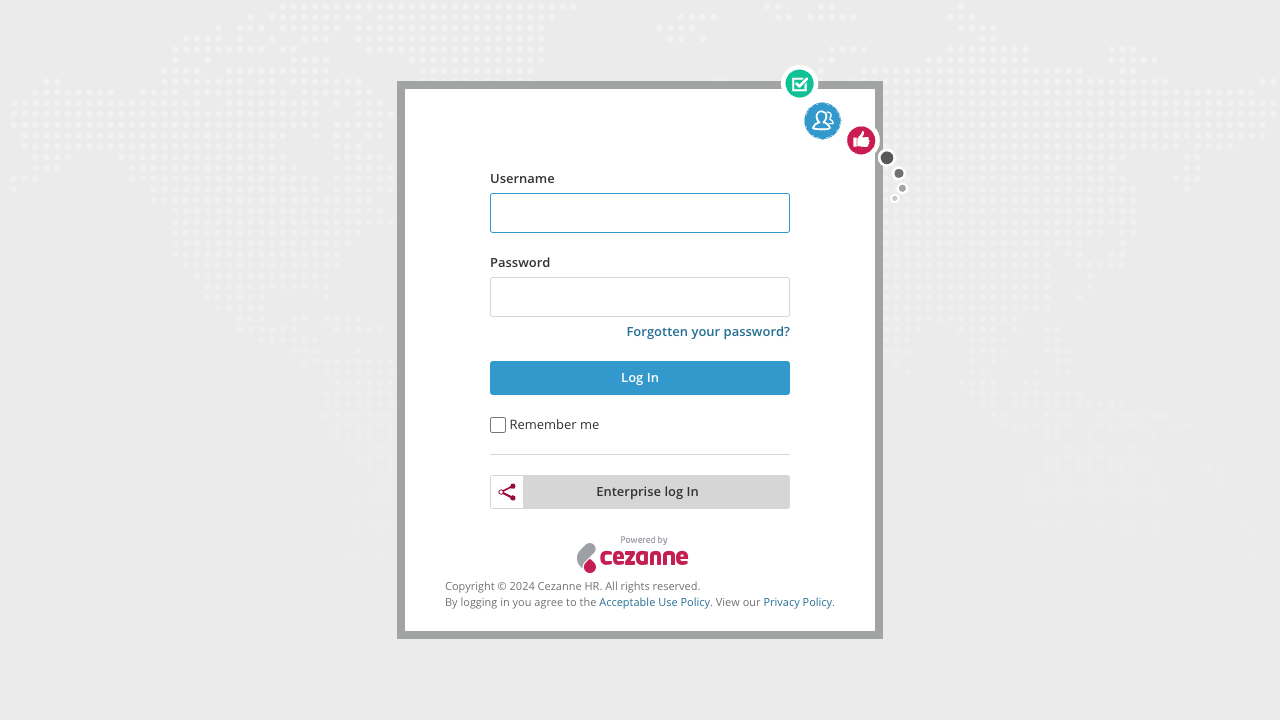 Username
Password
Forgotten your password?
Log In
Remember me
Enterprise log In
Powered by
cezanne
Copyright © 2024 Cezanne HR. All rights reserved.
By logging in you agree to the Acceptable Use Policy. View our Privacy Policy.